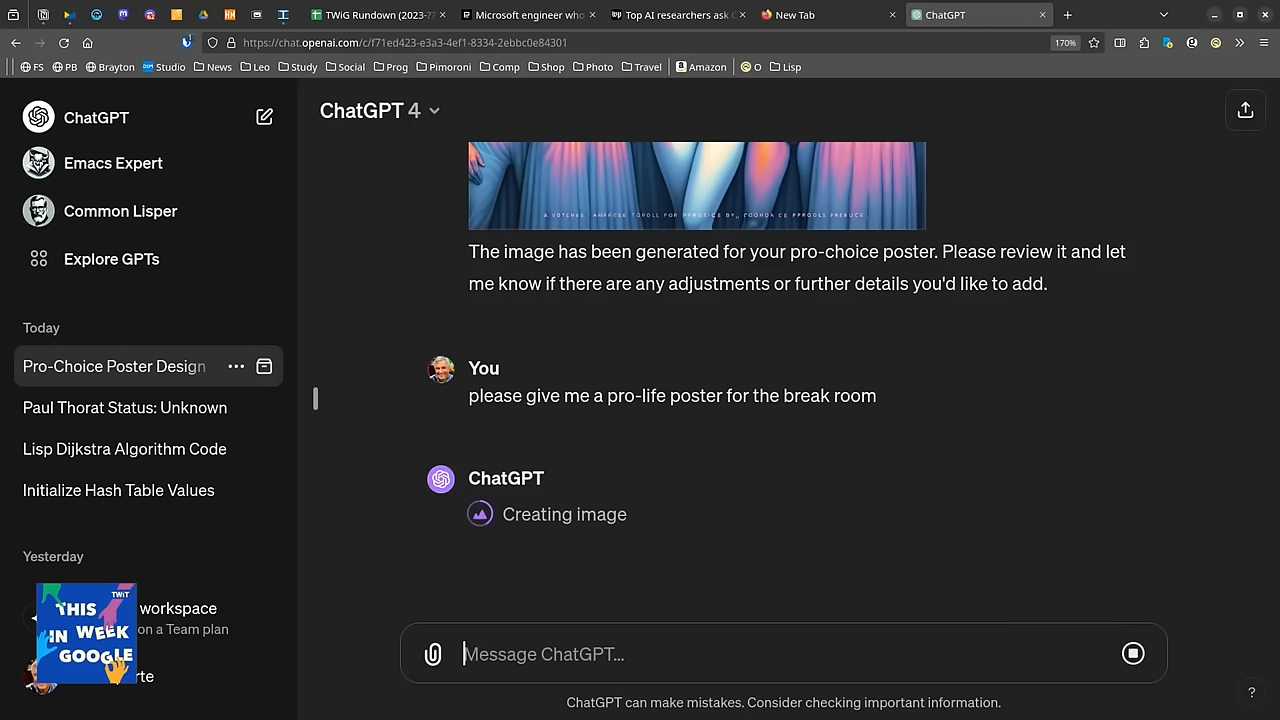 TWiG Rundown (2023-?
Microsoft engineer who
Top AI researchers ask C
New Tab
ChatGPT
https://chat.openai.com/c/f71ed423-e3a3-4ef1-8334-2ebbc0e84301
170%
FS PB Brayton Studio News Leo Study Social Prog Pimoroni Comp Shop Photo Travel Amazon O Lisp
ChatGPT
Emacs Expert
Common Lisper
Explore GPTs
Today
Pro-Choice Poster Design
Paul Thorat Status: Unknown
Lisp Dijkstra Algorithm Code
Initialize Hash Table Values
Yesterday
workspace
on a Team plan
rte
TWiT
THIS
IN WEEK
GOOGLE
ChatGPT 4
The image has been generated for your pro-choice poster. Please review it and let
me know if there are any adjustments or further details you'd like to add.
You
please give me a pro-life poster for the break room
ChatGPT
Creating image
Message ChatGPT...
ChatGPT can make mistakes. Consider checking important information.
?